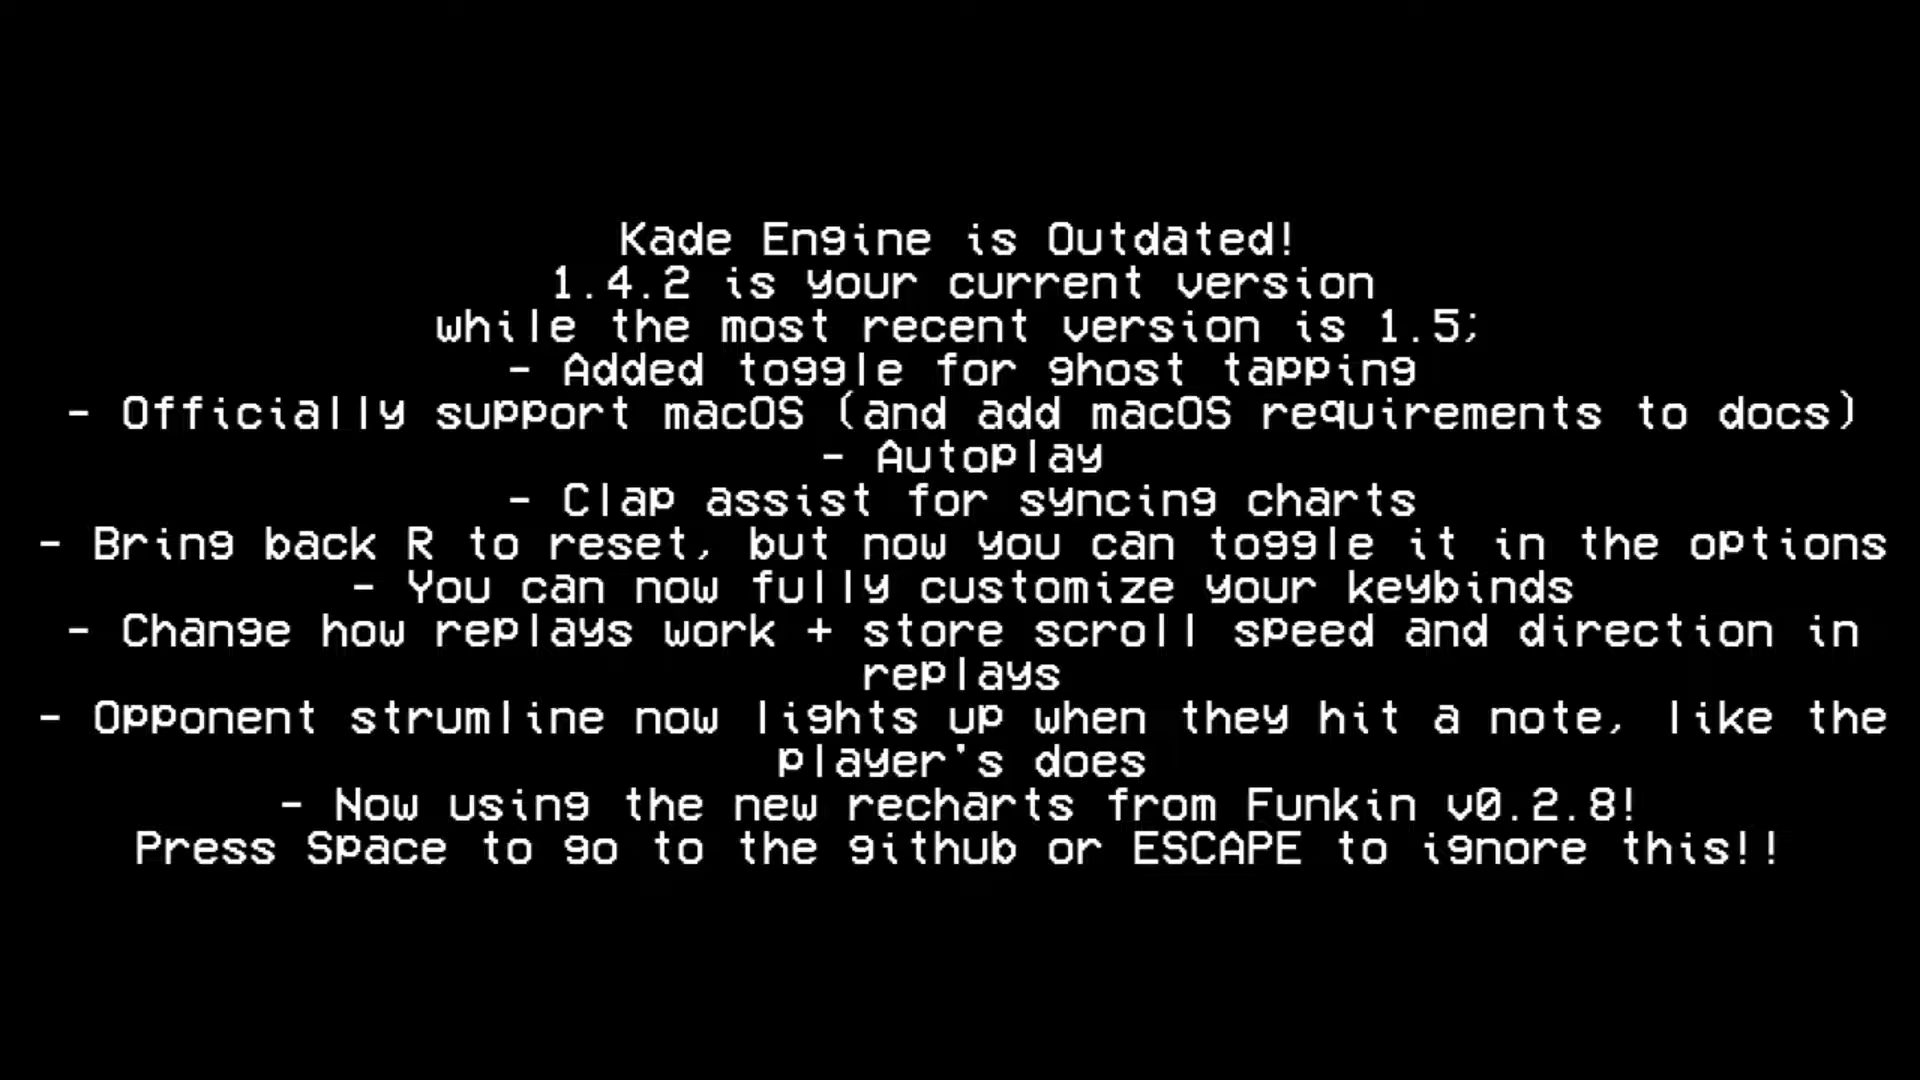 Kade Engine is Outdated!
1.4.2 is your current version
while the most recent version is 1.5;
- Added toggle for ghost tapping
- Officially support macOS (and add macOS requirements to docs)
- Autoplay
- Clap assist for syncing charts
- Bring back R to reset, but now you can toggle it in the options
- You can now fully customize your keybinds
- Change how replays work + store scroll speed and direction in
replays
- Opponent strumline now lights up when they hit a note, like the
player's does
- Now using the new recharts from Funkin v0.2.8!
Press Space to go to the github or ESCAPE to ignore this!!